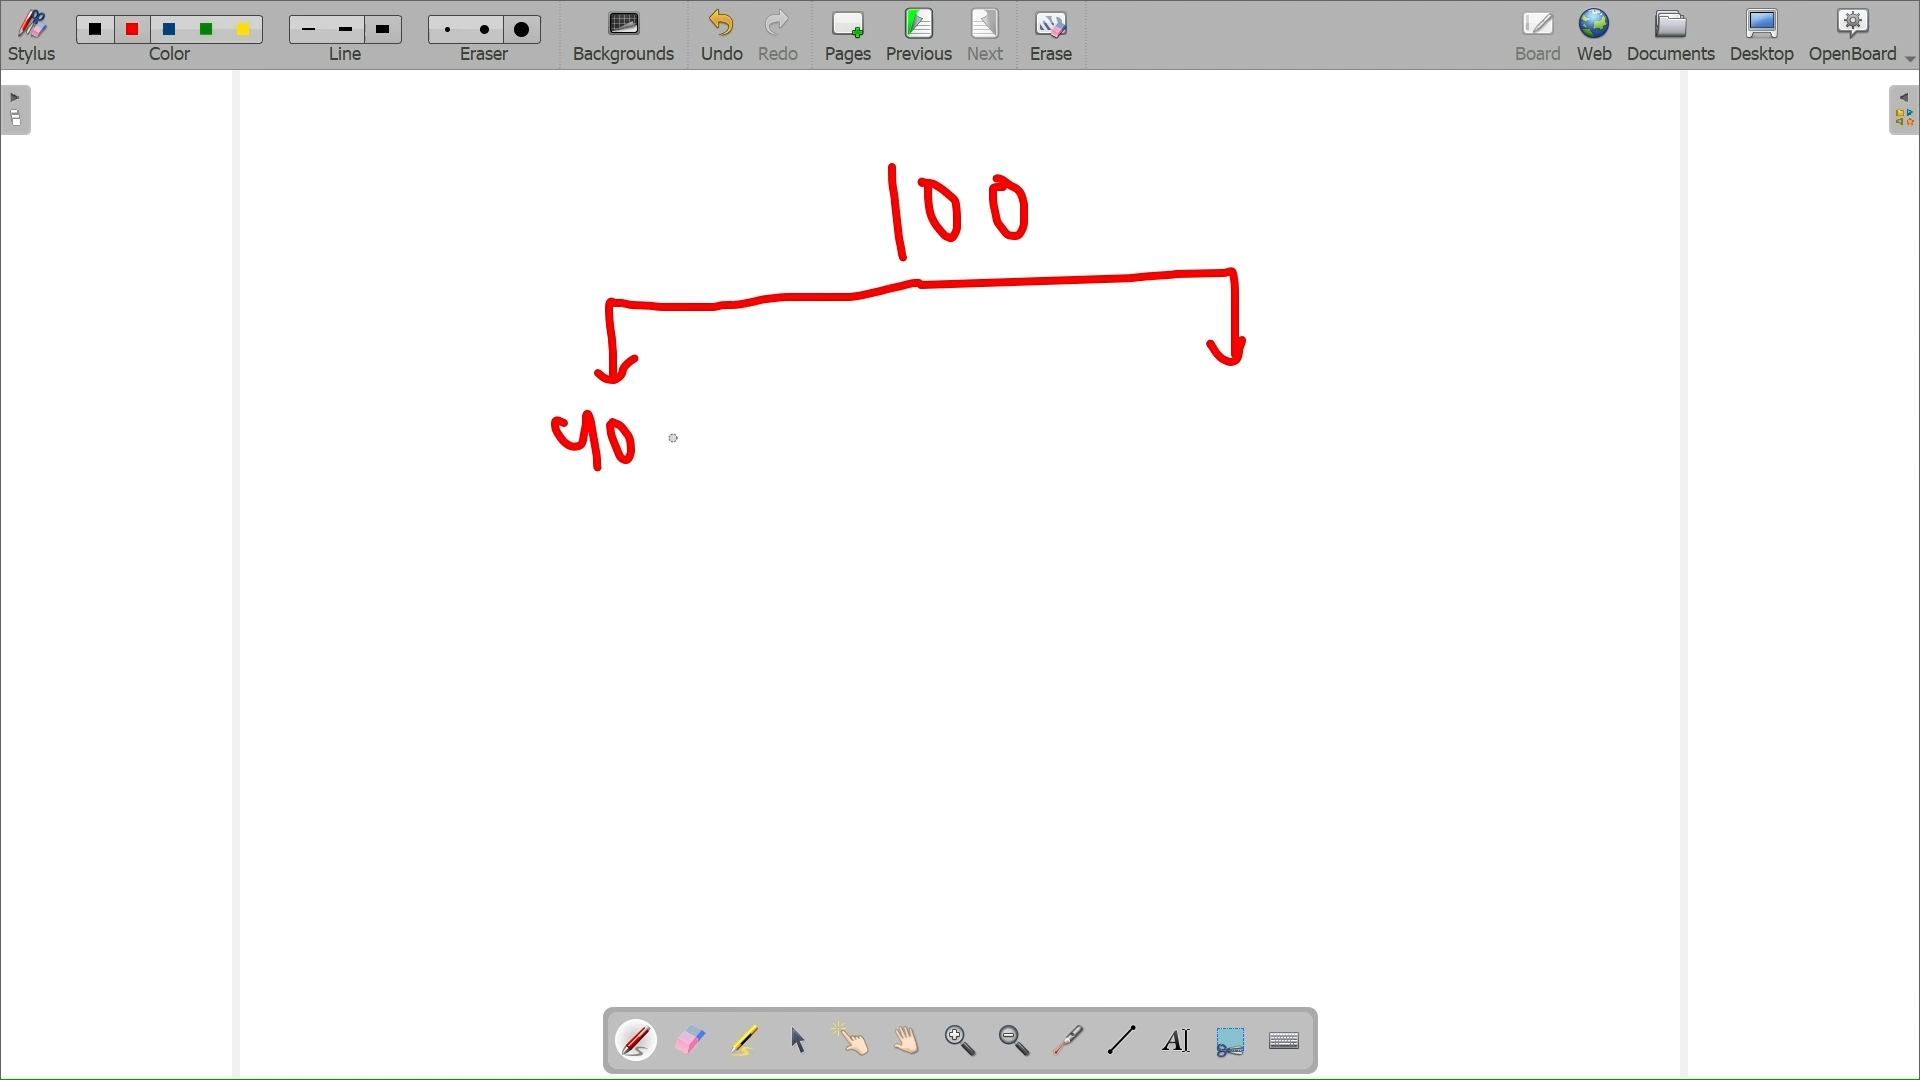 Stylus Color Line Eraser Backgrounds Undo Redo Pages Previous Next Erase Board Web Documents Desktop OpenBoard
100
40